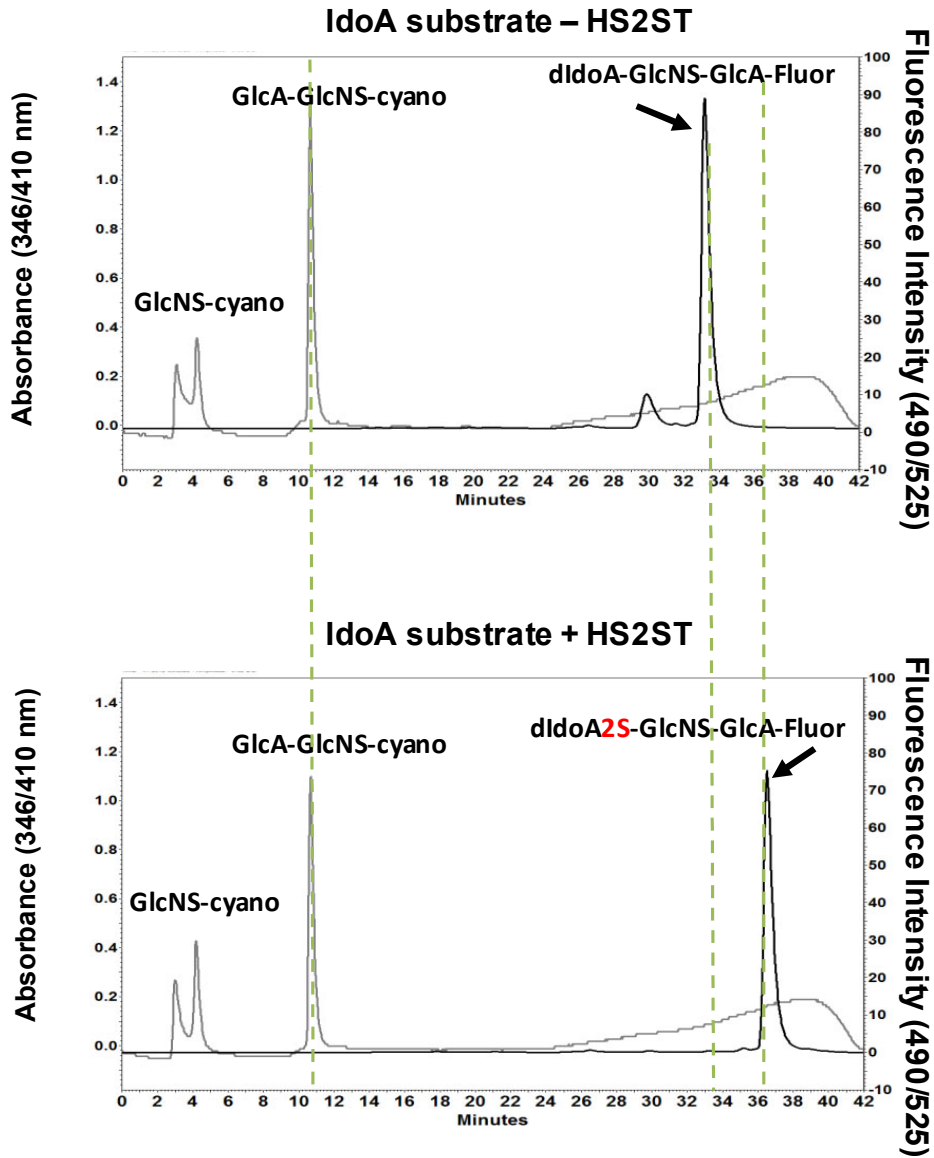 IdoA substrate – HS2ST
Absorbance (346/410 nm)
Fluorescence Intensity (490/525)
GlcA-GlcNS-cyano
dIdoA-GlcNS-GlcA-Fluor
GlcNS-cyano
1.4
1.2
1.0
0.8
0.6
0.4
0.2
0.0
100
90
80
70
60
50
40
30
20
10
0
-10
0 2 4 6 8 10 12 14 16 18 20 22 24 26 28 30 32 34 36 38 40 42
Minutes
IdoA substrate + HS2ST
Absorbance (346/410 nm)
Fluorescence Intensity (490/525)
GlcA-GlcNS-cyano
dIdoA2S-GlcNS-GlcA-Fluor
GlcNS-cyano
1.4
1.2
1.0
0.8
0.6
0.4
0.2
0.0
100
90
80
70
60
50
40
30
20
10
0
-10
0 2 4 6 8 10 12 14 16 18 20 22 24 26 28 30 32 34 36 38 40 42
Minutes